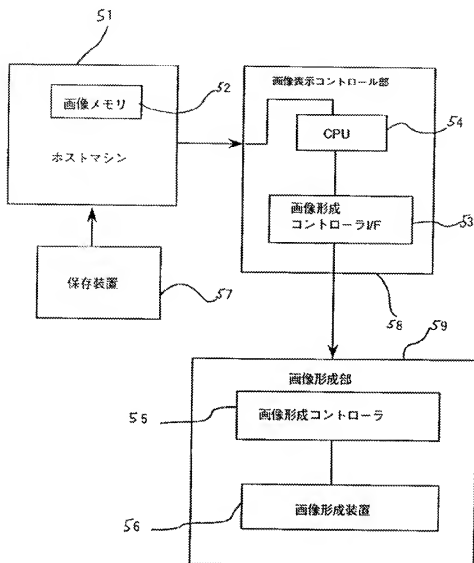 51
画像メモリ
52
ホストマシン
保存装置
57
画像表示コントロール部
CPU
54
画像形成
コントローラI/F
53
58
59
画像形成部
55
画像形成コントローラ
画像形成装置
56